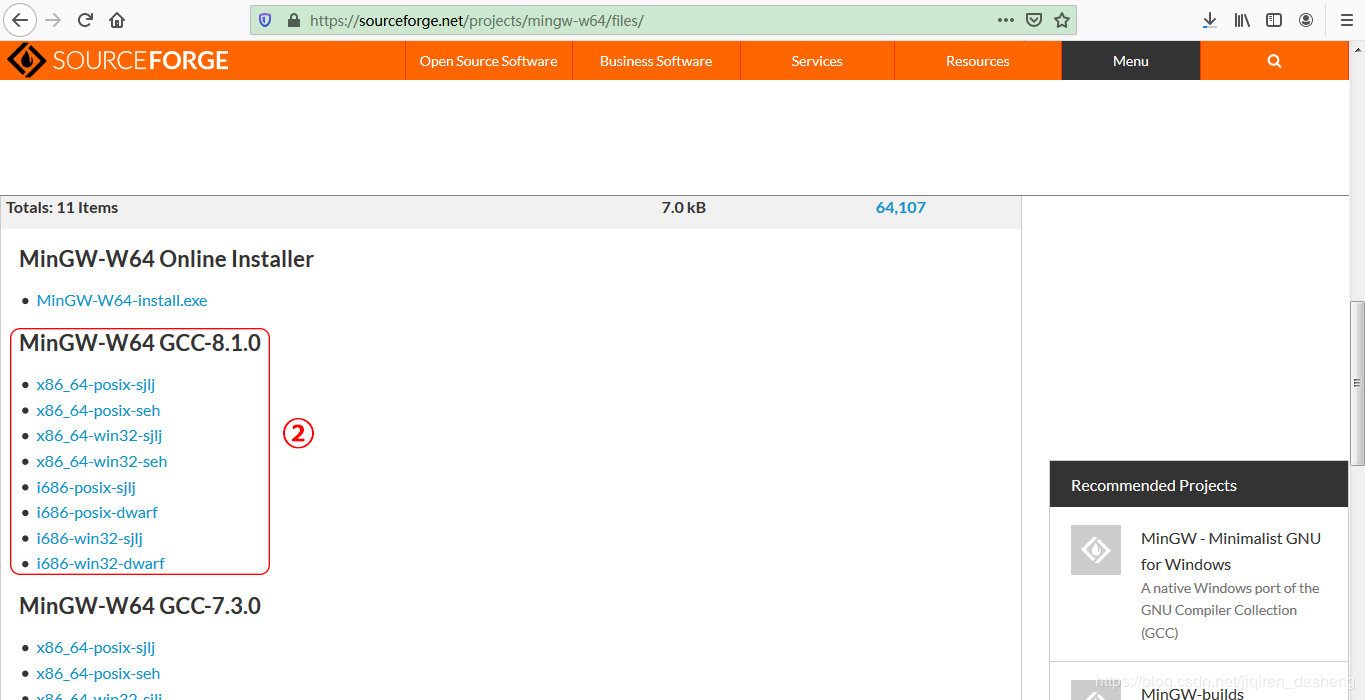 https://sourceforge.net/projects/mingw-w64/files/
SOURCEFORGE
Open Source Software
Business Software
Services
Resources
Menu
Totals: 11 Items
7.0 kB
64,107
MinGW-W64 Online Installer
MinGW-W64-install.exe
MinGW-W64 GCC-8.1.0
x86_64-posix-sjlj
x86_64-posix-seh
x86_64-win32-sjlj
x86_64-win32-seh
i686-posix-sjlj
i686-posix-dwarf
i686-win32-sjlj
i686-win32-dwarf
②
MinGW-W64 GCC-7.3.0
x86_64-posix-sjlj
x86_64-posix-seh
x86_64-win32-sjlj
Recommended Projects
MinGW - Minimalist GNU
for Windows
A native Windows port of the
GNU Compiler Collection
(GCC)
MinGW-builds
https://blog.csdn.net/jiqiren_dasheng